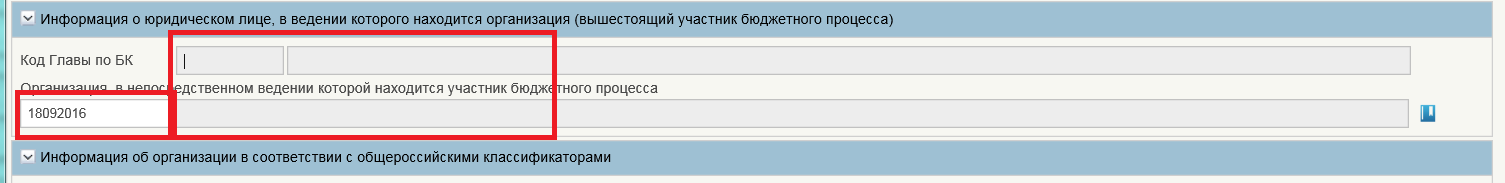 Информация о юридическом лице, в ведении которого находится организация (вышестоящий участник бюджетного процесса)
Код Главы по БК
Организация, в непосредственном ведении которой находится участник бюджетного процесса
18092016
Информация об организации в соответствии с общероссийскими классификаторами